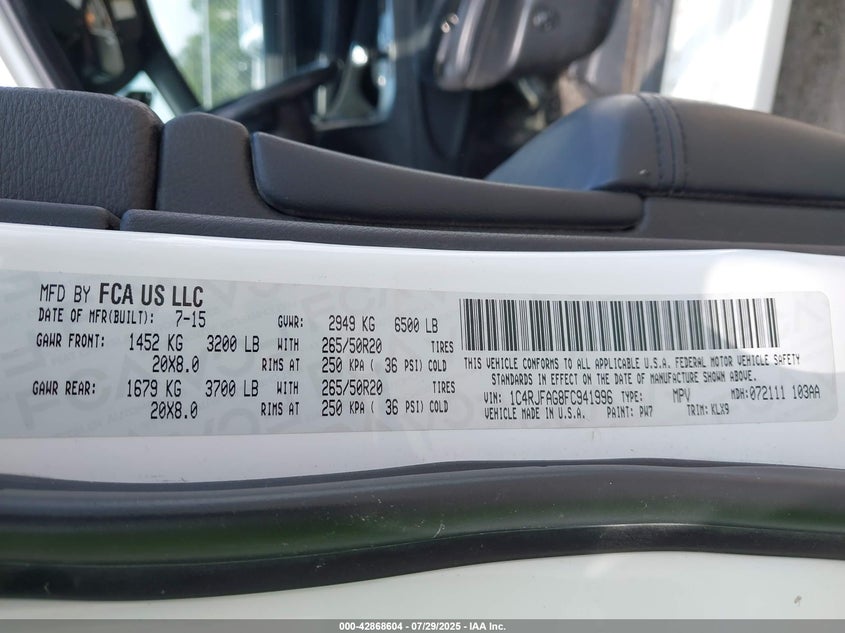 MFD BY FCA US LLC
DATE OF MFR(BUILT): 7-15 GVWR: 2949 KG 6500 LB
GAWR FRONT: 1452 KG 3200 LB WITH 265/50R20 TIRES
20X8.0 RIMS AT 250 KPA ( 36 PSI) COLD
GAWR REAR: 1679 KG 3700 LB WITH 265/50R20 TIRES
20X8.0 RIMS AT 250 KPA ( 36 PSI) COLD
THIS VEHICLE CONFORMS TO ALL APPLICABLE U.S.A. FEDERAL MOTOR VEHICLE SAFETY
STANDARDS IN EFFECT ON THE DATE OF MANUFACTURE SHOWN ABOVE.
VIN: 1C4RJFAG8FC941996 TYPE: MPV MDH:072111 103AA
VEHICLE MADE IN U.S.A. PAINT: PW7 TRIM: KLX9
000-42868604 / 07/29/2025 - IAA Inc.